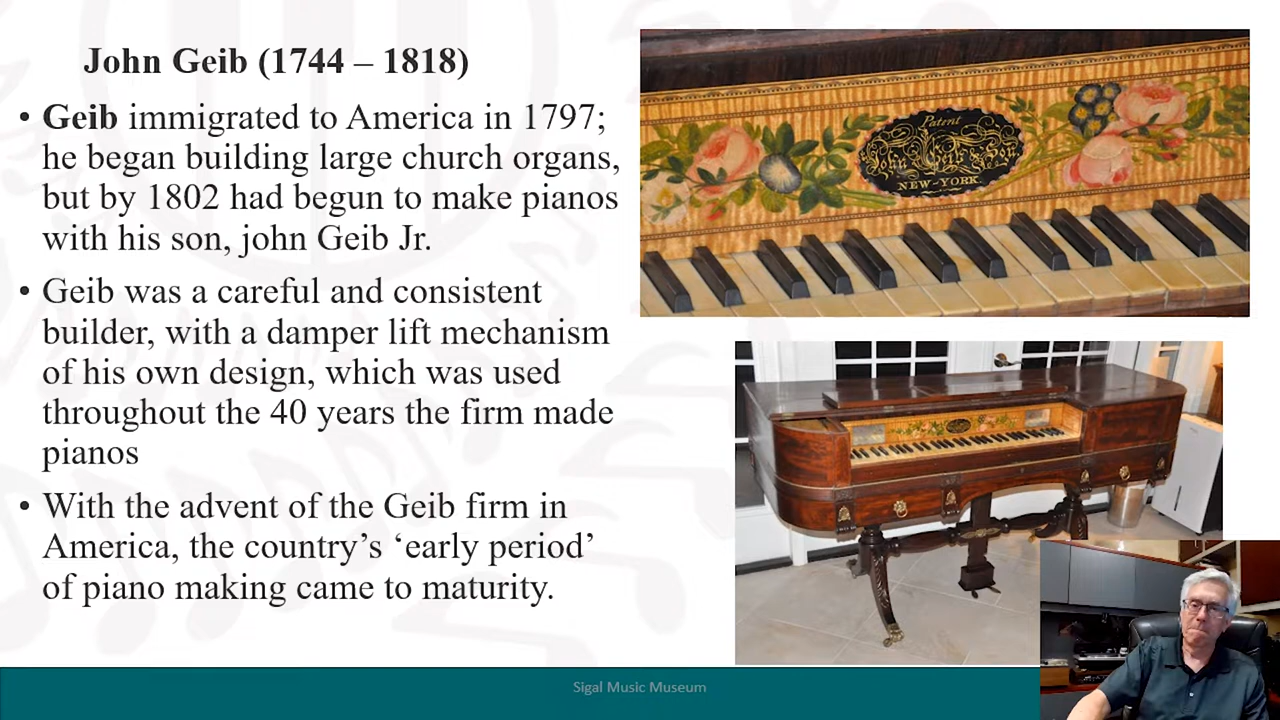 John Geib (1744 – 1818)
• Geib immigrated to America in 1797;
he began building large church organs,
but by 1802 had begun to make pianos
with his son, john Geib Jr.
• Geib was a careful and consistent
builder, with a damper lift mechanism
of his own design, which was used
throughout the 40 years the firm made
pianos
• With the advent of the Geib firm in
America, the country’s ‘early period’
of piano making came to maturity.
Patent
John Geib & Son
NEW-YORK
Sigal Music Museum